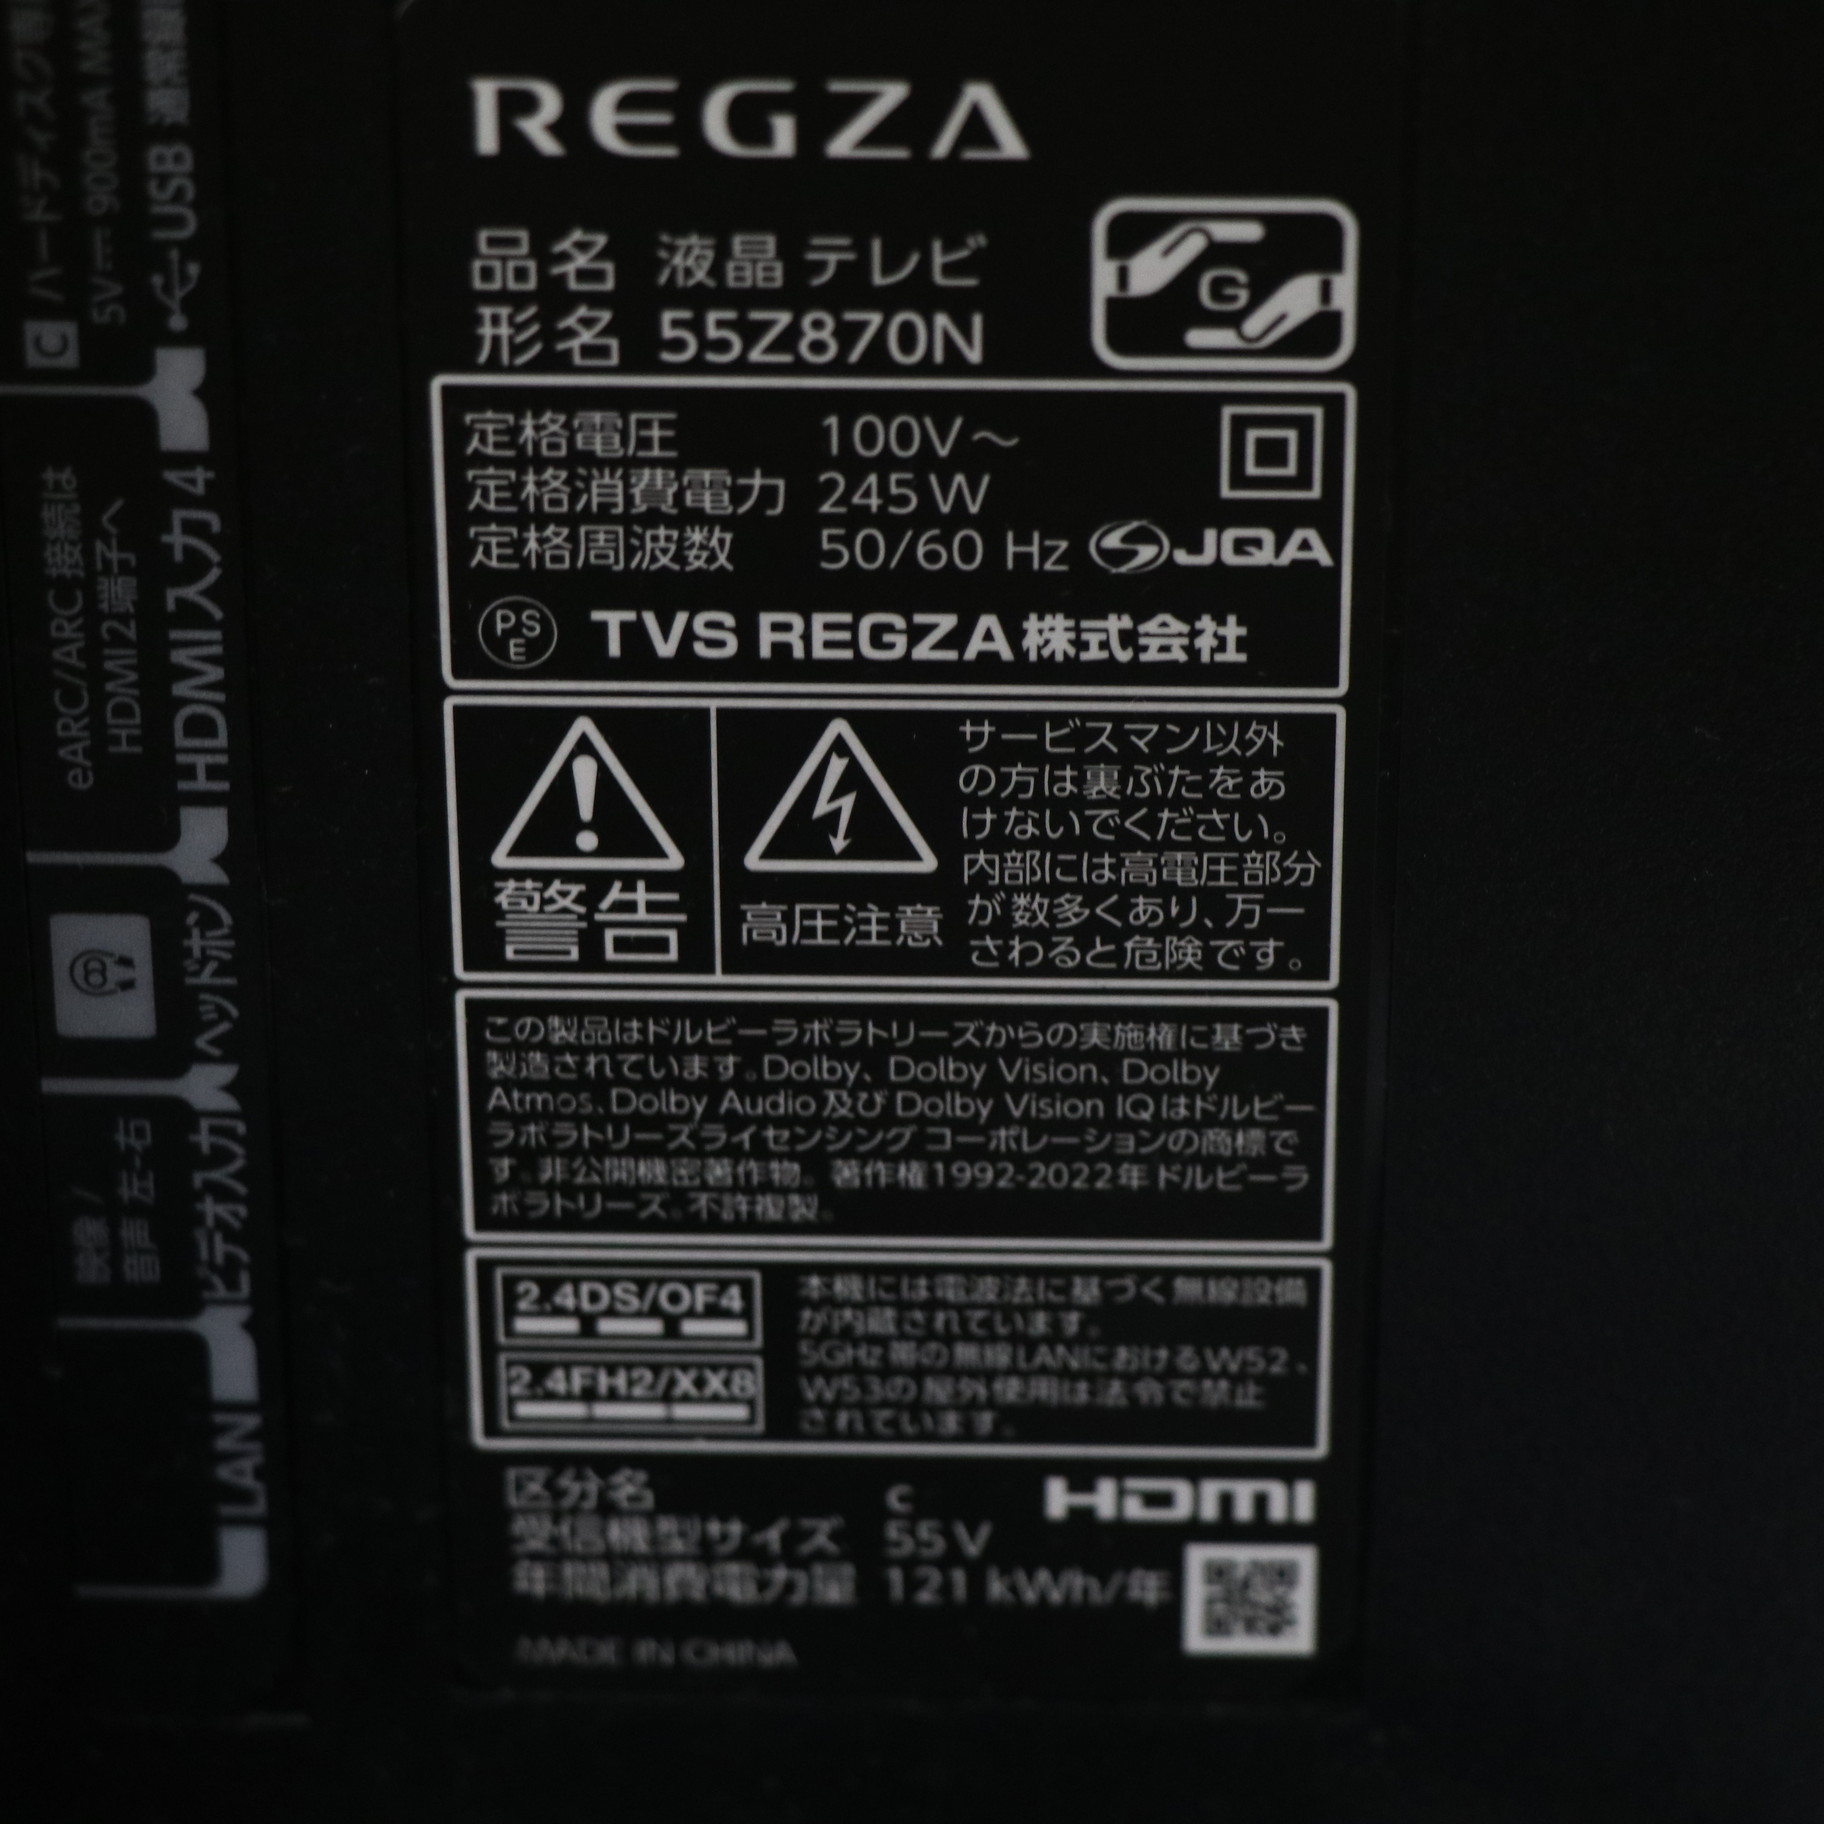 REGZA
品名 液晶テレビ
形名 55Z870N
G
定格電圧 100V～
定格消費電力 245W
定格周波数 50/60 Hz
JQA
PS
E
TVS REGZA株式会社
警告
高圧注意
サービスマン以外
の方は裏ぶたをあ
けないでください。
内部には高電圧部分
が数多くあり、万一
さわると危険です。
この製品はドルビーラボラトリーズからの実施権に基づき
製造されています。Dolby、Dolby Vision、Dolby
Atmos、Dolby Audio及びDolby Vision IQはドルビー
ラボラトリーズライセンシングコーポレーションの商標で
す。非公開機密著作物。著作権1992-2022年ドルビーラ
ボラトリーズ。不許複製。
2.4DS/OF4
2.4FH2/XX8
本機には電波法に基づく無線設備
が内蔵されています。
5GHz帯の無線LANにおけるW52、
W53の屋外使用は法令で禁止
されています。
区分名 C
受信機型サイズ 55V
年間消費電力量 121 kWh/年
HDMI
MADE IN CHINA
C ハードディスク
5V 900mA MAX
USB 通常録
eARC/ARC接続は
HDMI2端子へ
HDMI入力4
ヘッドホン
映像/
音声 左-右
ビデオ入力
LAN